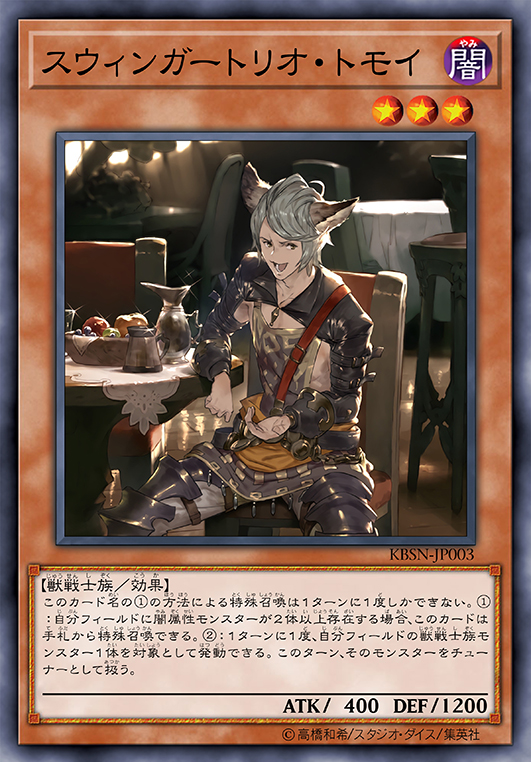 スウィンガートリオ・トモイ
闇
やみ
KBSN-JP003
【獣戦士族／効果】
このカード名の①の方法による特殊召喚は1ターンに1度しかできない。①
：自分フィールドに闇属性モンスターが2体以上存在する場合、このカードは
手札から特殊召喚できる。②：1ターンに1度、自分フィールドの獣戦士族モ
ンスター1体を対象として発動できる。このターン、そのモンスターをチュー
ナーとして扱う。
ATK/ 400 DEF/1200
©高橋和希/スタジオ・ダイス/集英社